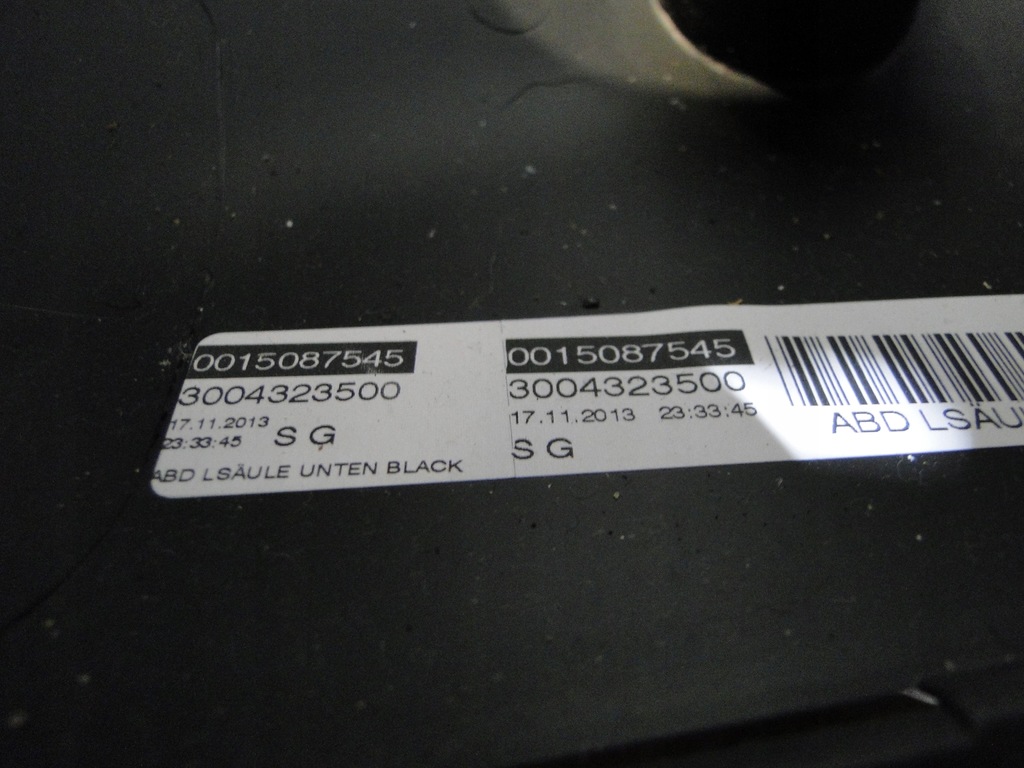 0015087545
3004323500
17.11.2013
23:33:45 S G
ABD LSÄULE UNTEN BLACK
0015087545
3004323500
17.11.2013 23:33:45
S G
ABD